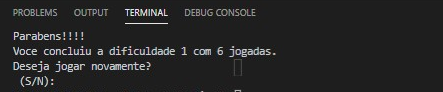 PROBLEMS OUTPUT TERMINAL DEBUG CONSOLE
Parabens!!!!
Voce concluiu a dificuldade 1 com 6 jogadas.
Deseja jogar novamente?
(S/N):